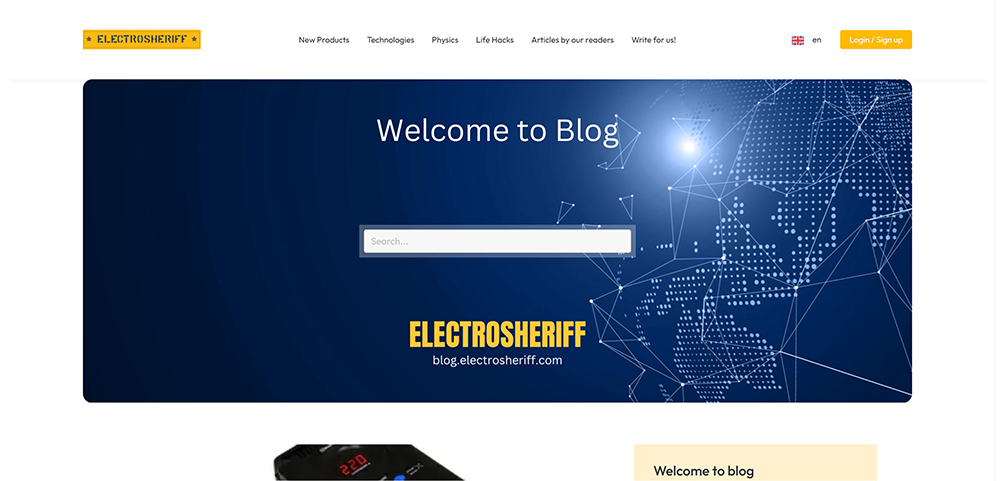 ★ ELECTROSHERIFF ★
New Products Technologies Physics Life Hacks Articles by our readers Write for us!
en
Login / Sign up
Welcome to Blog
Search...
ELECTROSHERIFF
blog.electrosheriff.com
220
Welcome to blog